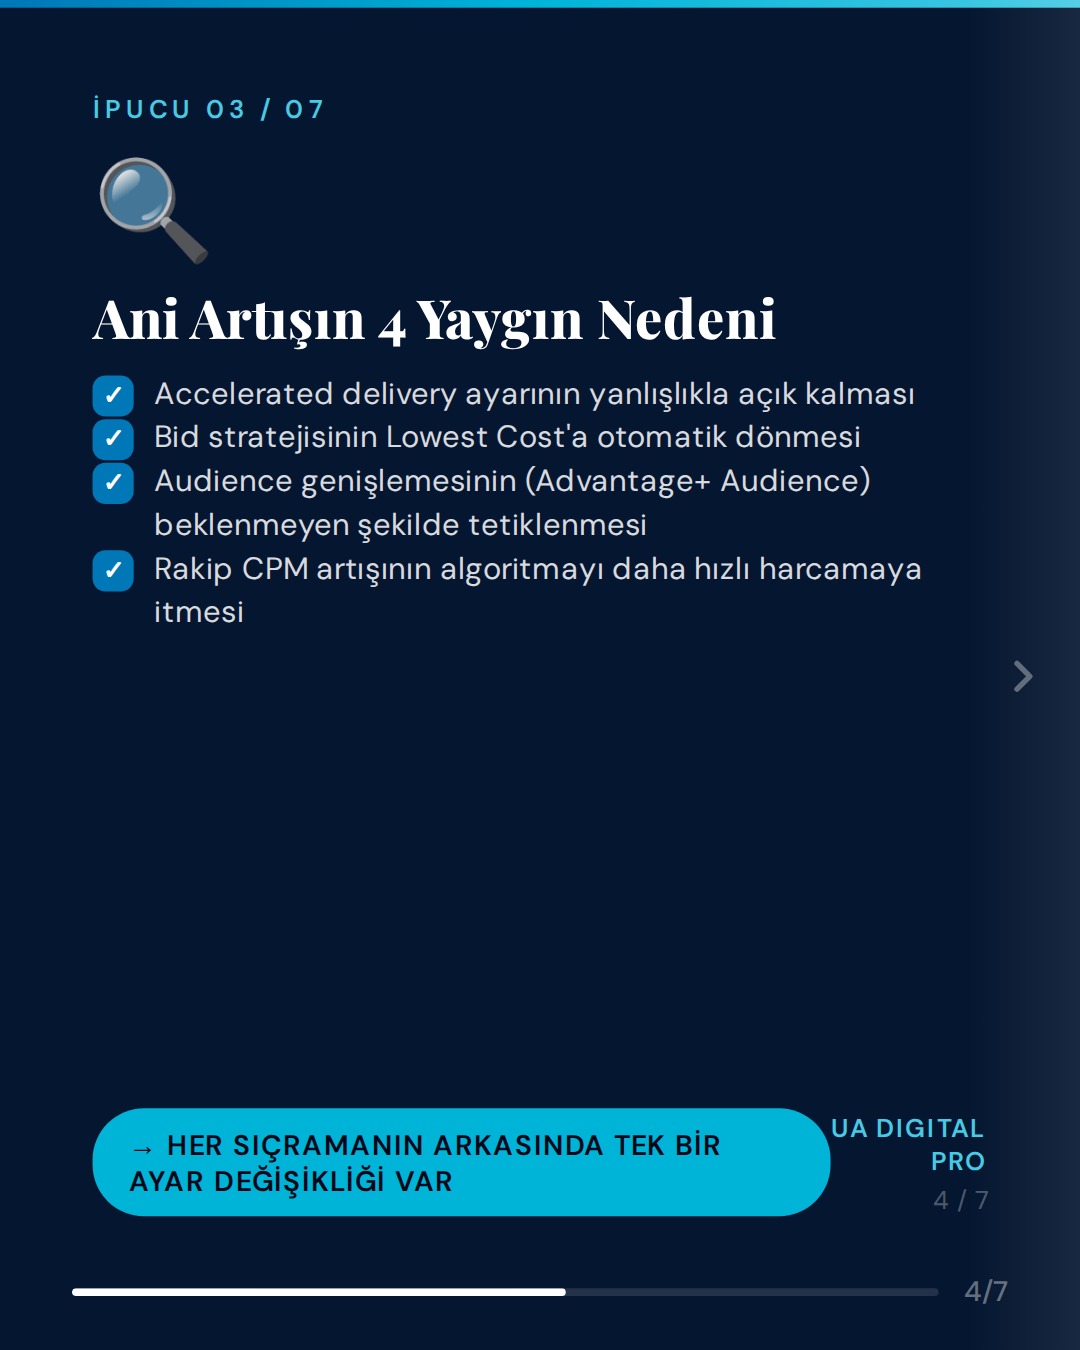 İPUCU 03 / 07
Ani Artışın 4 Yaygın Nedeni
✓ Accelerated delivery ayarının yanlışlıkla açık kalması
✓ Bid stratejisinin Lowest Cost'a otomatik dönmesi
✓ Audience genişlemesinin (Advantage+ Audience)
beklenmeyen şekilde tetiklenmesi
✓ Rakip CPM artışının algoritmayı daha hızlı harcamaya
itmesi
→ HER SIÇRAMANIN ARKASINDA TEK BİR
AYAR DEĞİŞİKLİĞİ VAR
UA DIGITAL
PRO
4 / 7
4/7